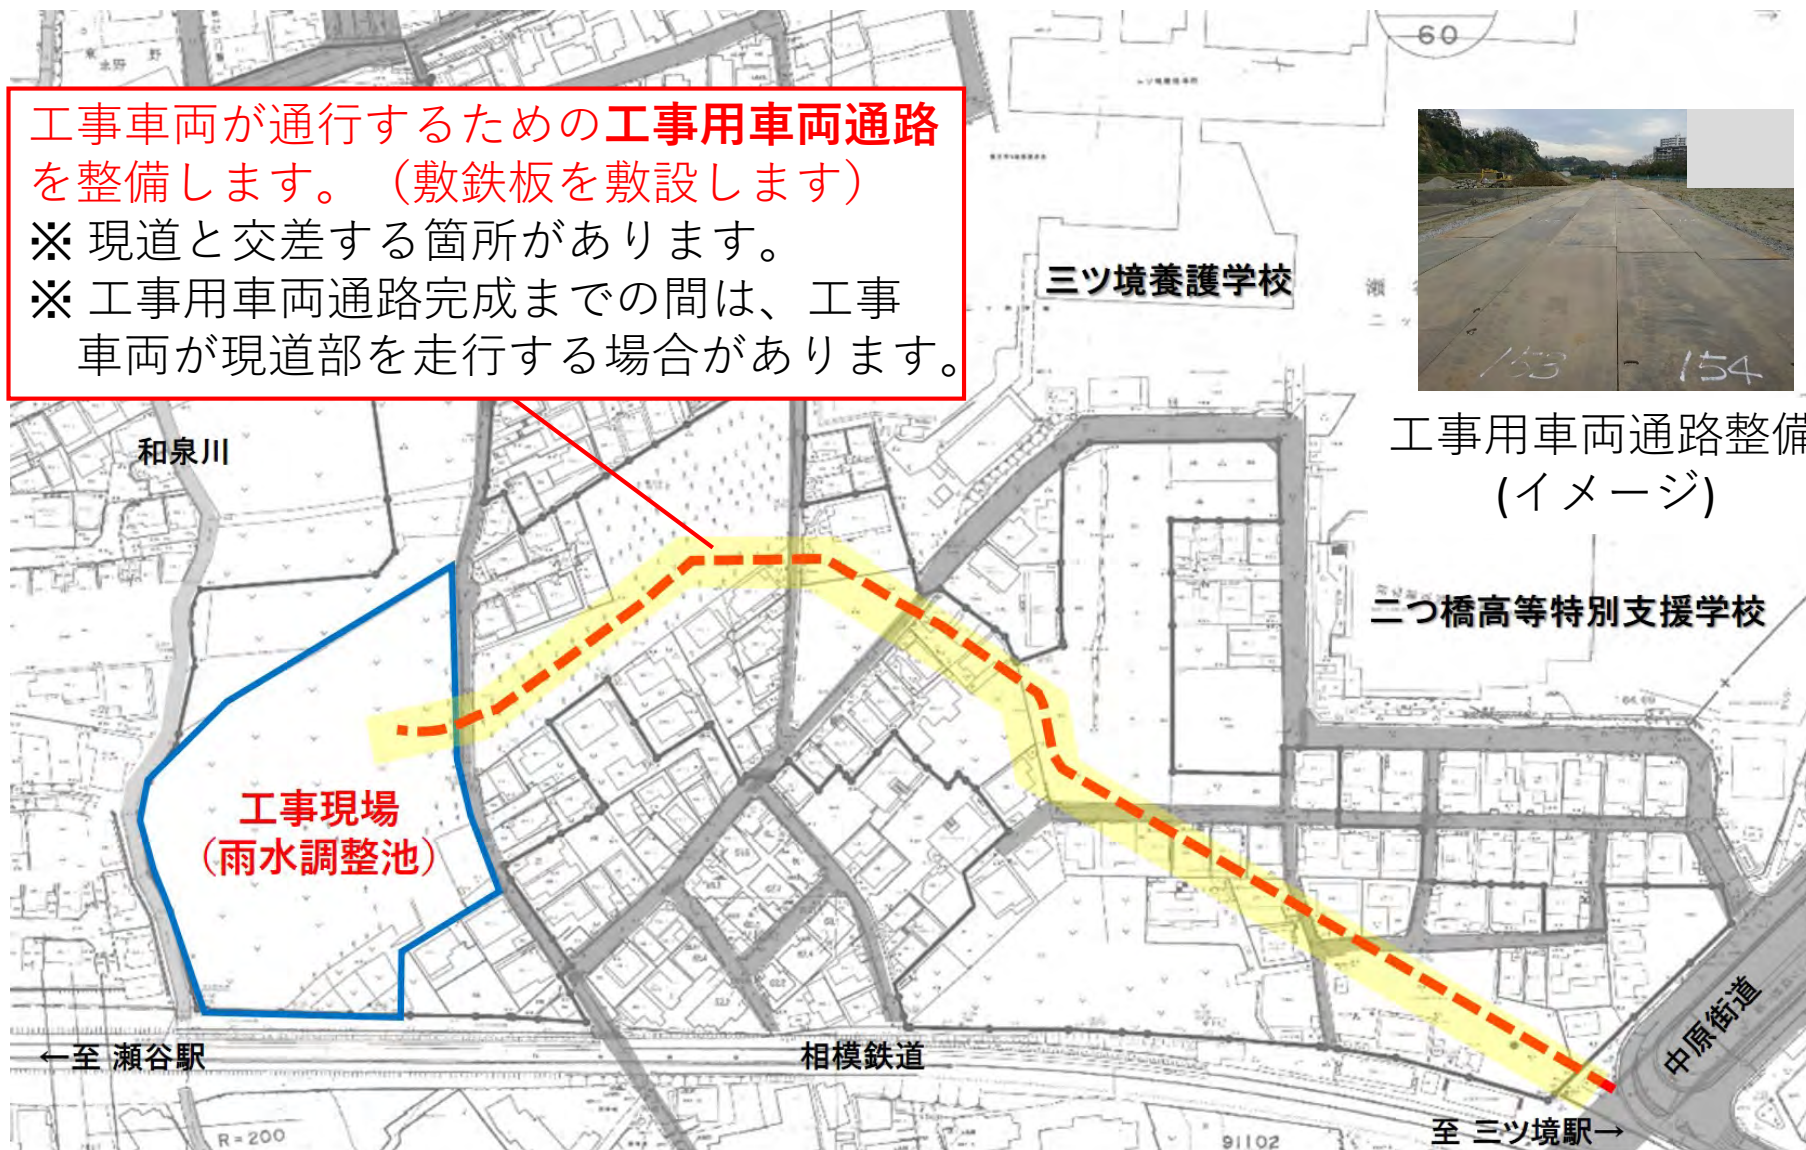 60
工事車両が通行するための工事用車両通路
を整備します。（敷鉄板を敷設します）
※ 現道と交差する箇所があります。
※ 工事用車両通路完成までの間は、工事
車両が現道部を走行する場合があります。
三ツ境養護学校
153
154
工事用車両通路整備
(イメージ)
和泉川
二つ橋高等特別支援学校
工事現場
（雨水調整池）
中原街道
←至 瀬谷駅
相模鉄道
至 三ツ境駅→
R=200
91102